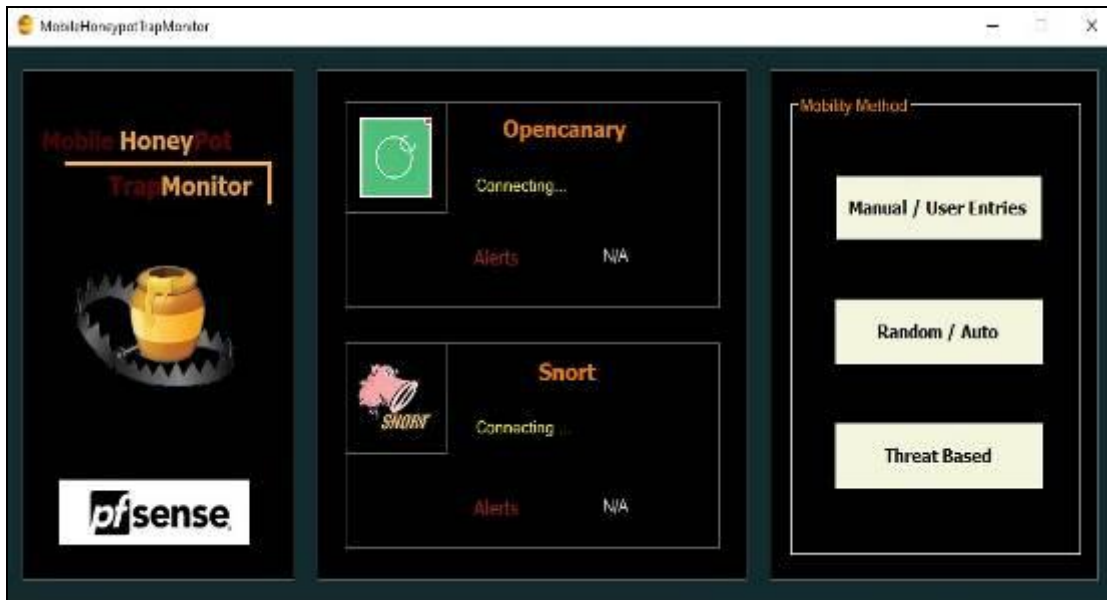 MobileHoneypotTrapMonitor
Mobile HoneyPot
TrapMonitor
pfsense
Opencanary
Connecting...
Alerts N/A
SNORT
Snort
Connecting ...
Alerts N/A
Mobility Method
Manual / User Entries
Random / Auto
Threat Based